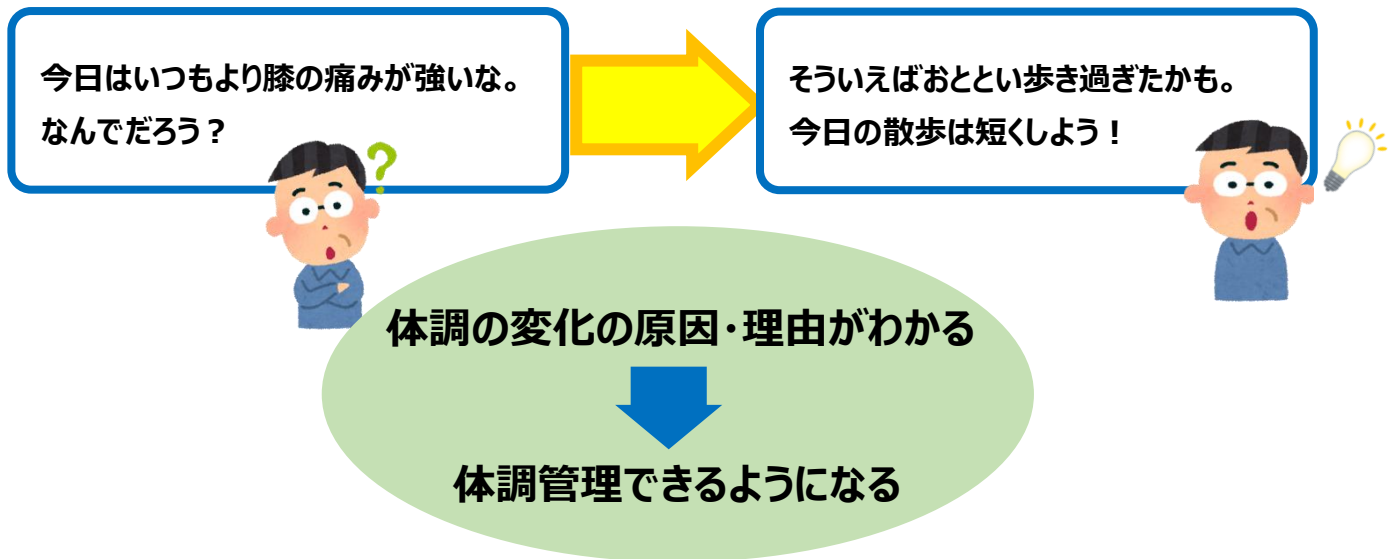 今日はいつもより膝の痛みが強いな。
なんでだろう？
そういえばおととい歩き過ぎたかも。
今日の散歩は短くしよう！
体調の変化の原因・理由がわかる
体調管理できるようになる